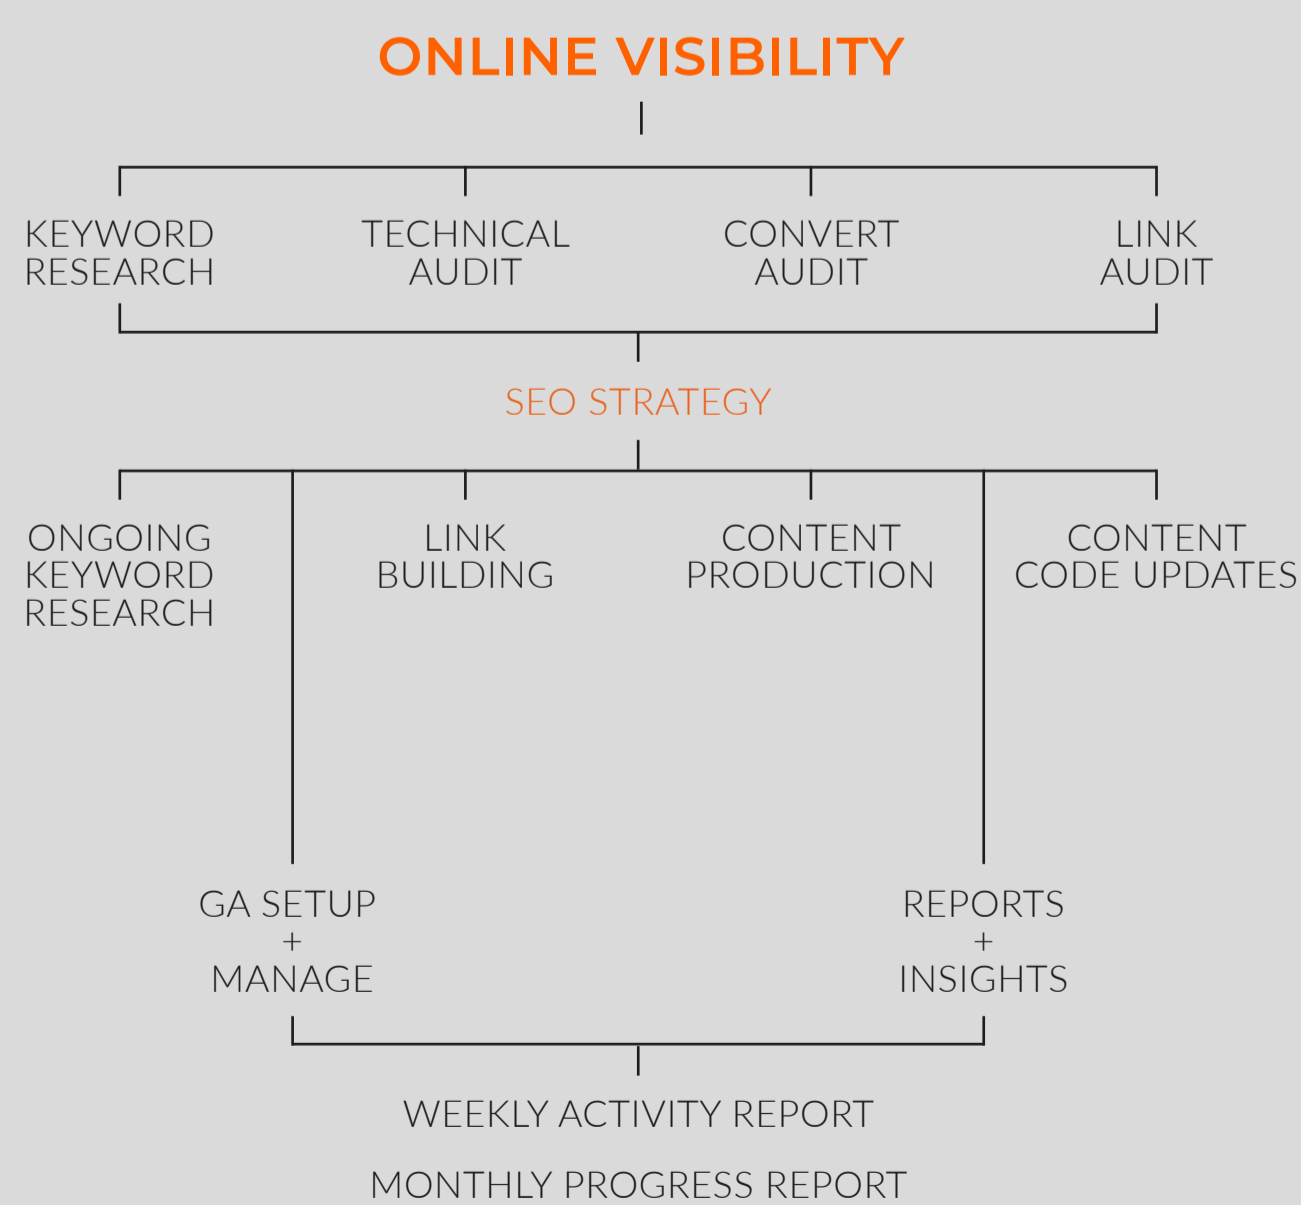 ONLINE VISIBILITY
KEYWORD
RESEARCH
TECHNICAL
AUDIT
CONVERT
AUDIT
LINK
AUDIT
SEO STRATEGY
ONGOING
KEYWORD
RESEARCH
LINK
BUILDING
CONTENT
PRODUCTION
CONTENT
CODE UPDATES
GA SETUP
+
MANAGE
REPORTS
+
INSIGHTS
WEEKLY ACTIVITY REPORT
MONTHLY PROGRESS REPORT